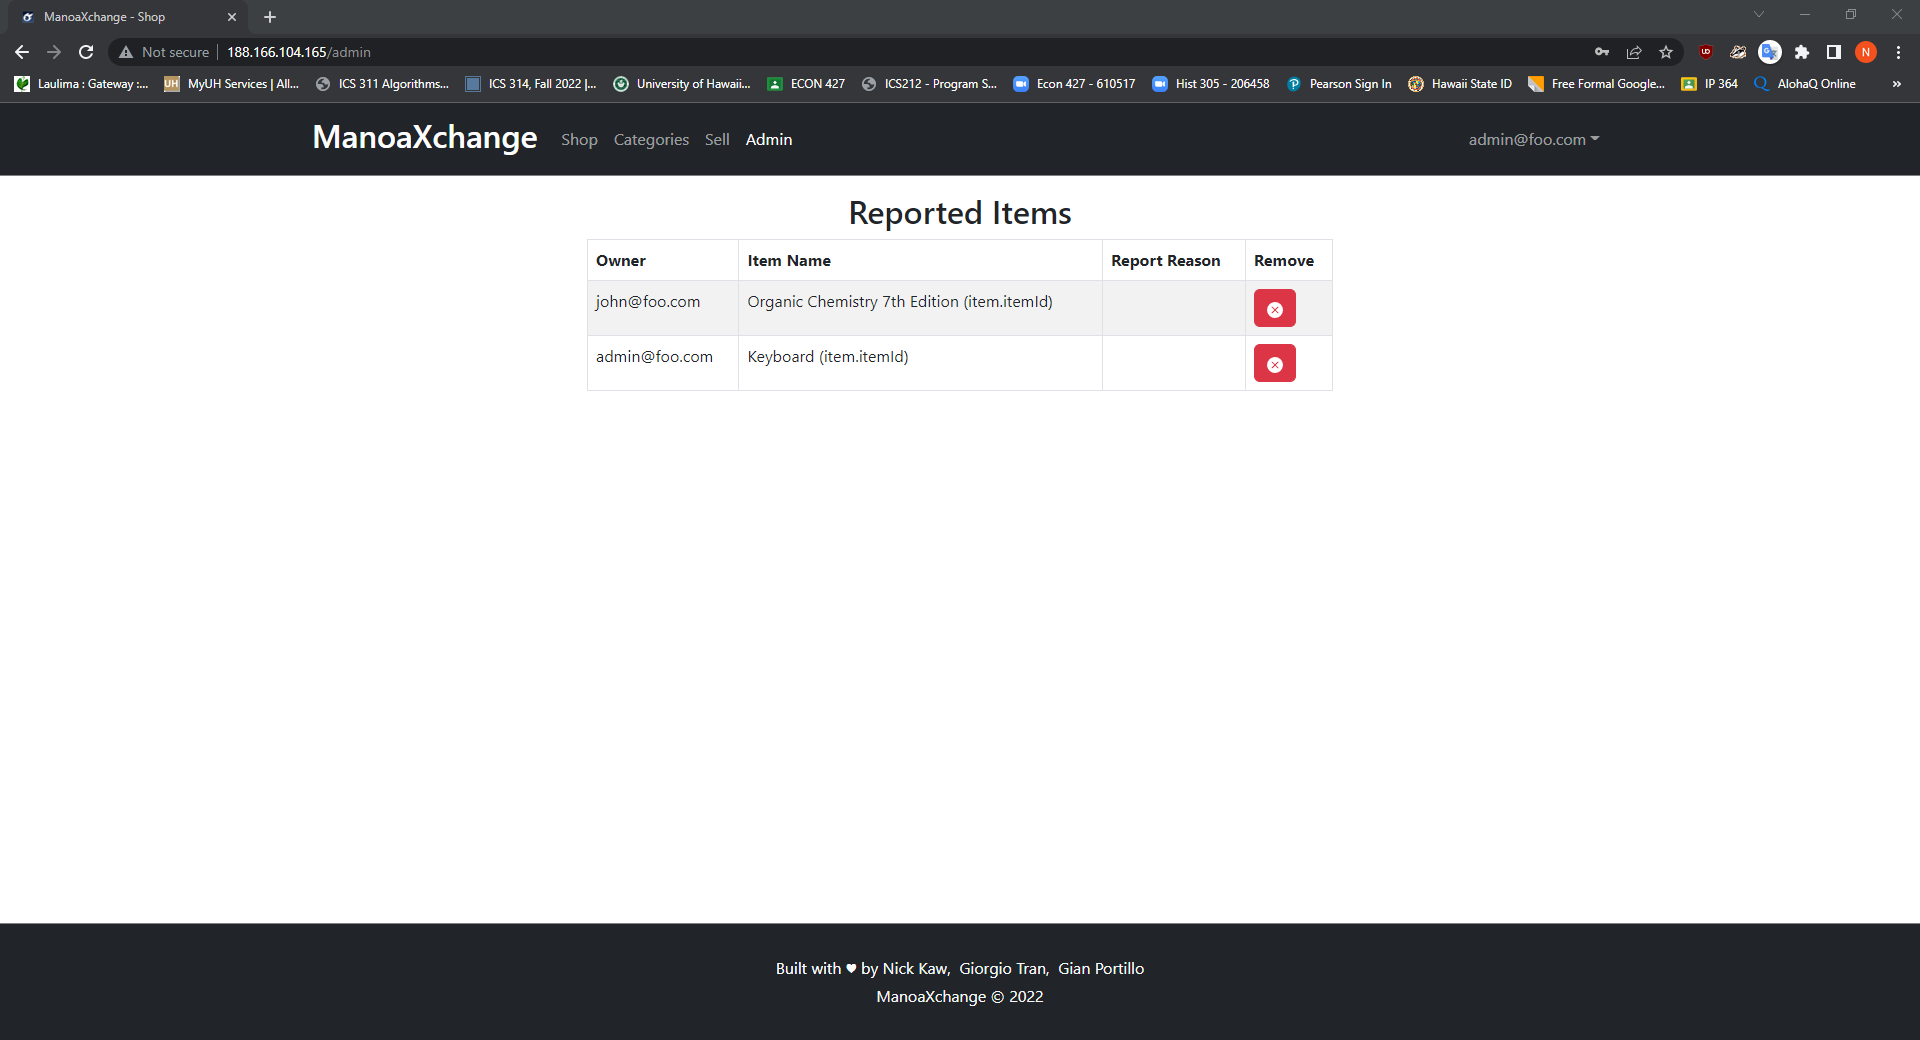 ManoaXchange - Shop
Not secure 188.166.104.165/admin
Laulima : Gateway :... MyUH Services | All... ICS 311 Algorithms... ICS 314, Fall 2022 |... University of Hawaii... ECON 427 ICS212 - Program S... Econ 427 - 610517 Hist 305 - 206458 Pearson Sign In Hawaii State ID Free Formal Google... IP 364 AlohaQ Online »
ManoaXchange Shop Categories Sell Admin admin@foo.com
Reported Items
Owner Item Name Report Reason Remove
john@foo.com Organic Chemistry 7th Edition (item.itemId)
admin@foo.com Keyboard (item.itemId)
Built with ♥ by Nick Kaw, Giorgio Tran, Gian Portillo
ManoaXchange © 2022